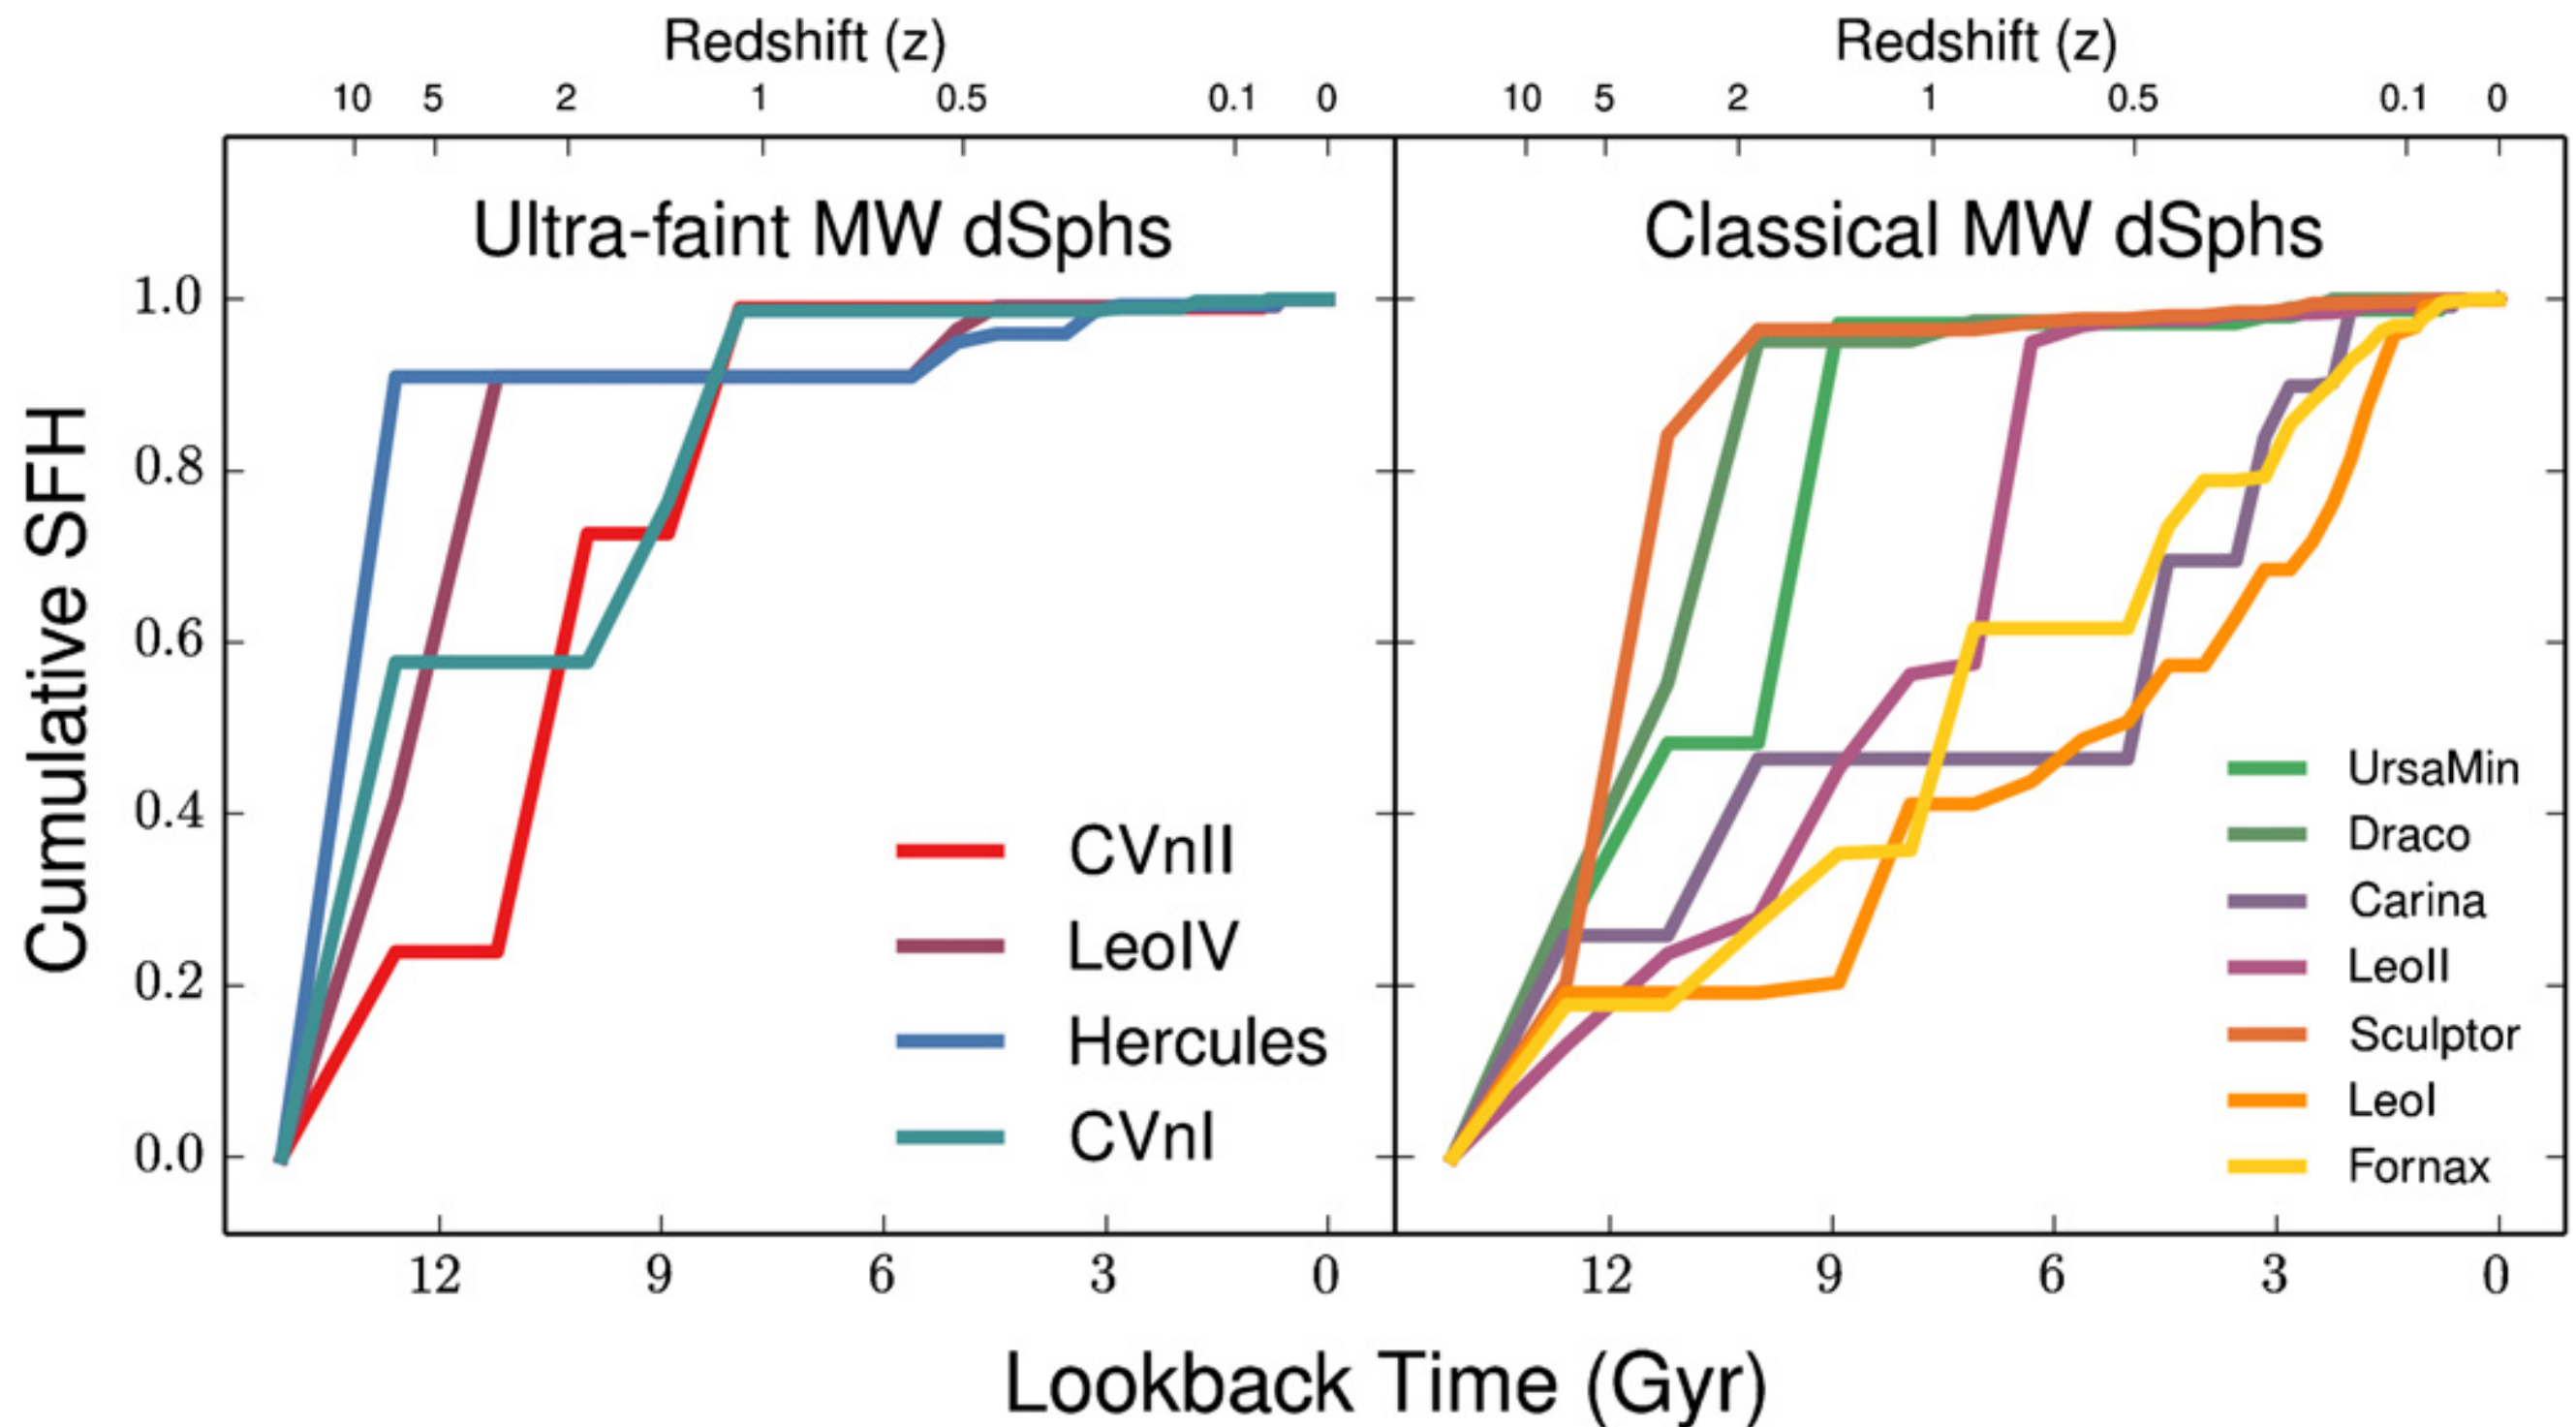 Redshift (z) Redshift (z)
10 5 2 1 0.5 0.1 0 10 5 2 1 0.5 0.1 0
Ultra-faint MW dSphs Classical MW dSphs
Cumulative SFH
1.0
0.8
0.6
0.4
0.2
0.0
CVnII
LeoIV
Hercules
CVnI
UrsaMin
Draco
Carina
LeoII
Sculptor
LeoI
Fornax
12 9 6 3 0 12 9 6 3 0
Lookback Time (Gyr)